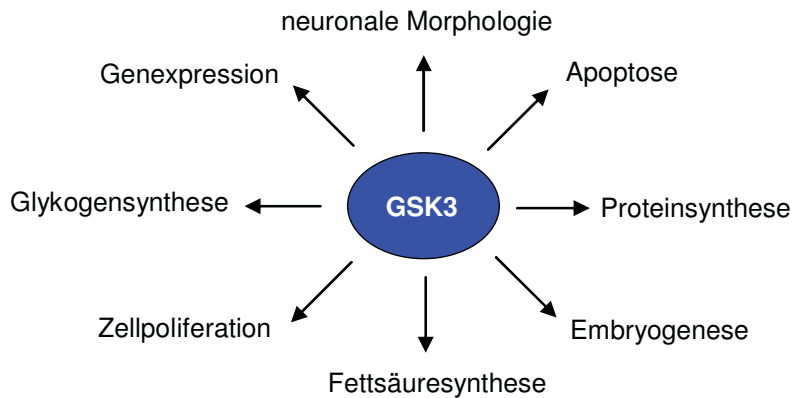 neuronale Morphologie
Genexpression
Apoptose
Glykogensynthese
GSK3
Proteinsynthese
Zellpoliferation
Embryogenese
Fettsäuresynthese